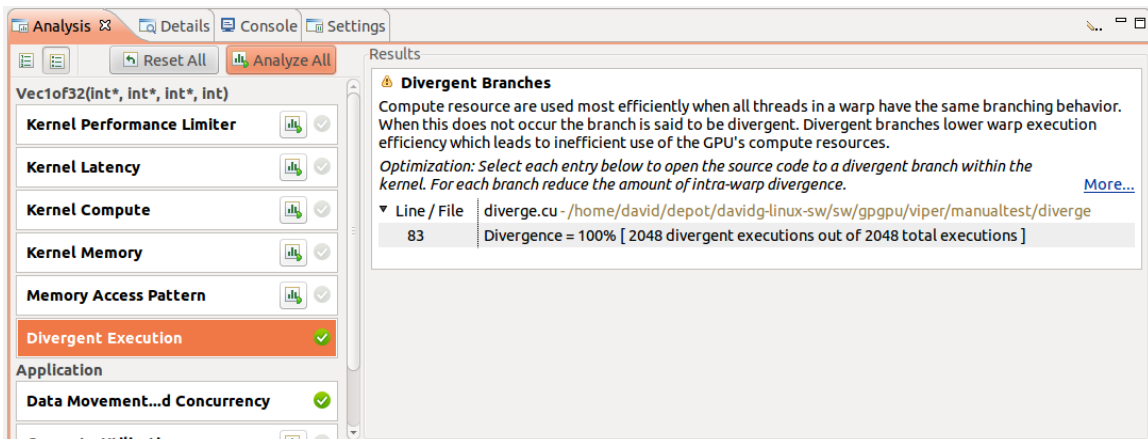 Analysis Details Console Settings
Reset All Analyze All
Vec1of32(int*, int*, int*, int)
Kernel Performance Limiter
Kernel Latency
Kernel Compute
Kernel Memory
Memory Access Pattern
Divergent Execution
Application
Data Movement...d Concurrency
Results
Divergent Branches
Compute resource are used most efficiently when all threads in a warp have the same branching behavior.
When this does not occur the branch is said to be divergent. Divergent branches lower warp execution
efficiency which leads to inefficient use of the GPU's compute resources.
Optimization: Select each entry below to open the source code to a divergent branch within the
kernel. For each branch reduce the amount of intra-warp divergence. More...
Line / File diverge.cu - /home/david/depot/davidg-linux-sw/sw/gpgpu/viper/manualtest/diverge
83 Divergence = 100% [ 2048 divergent executions out of 2048 total executions ]